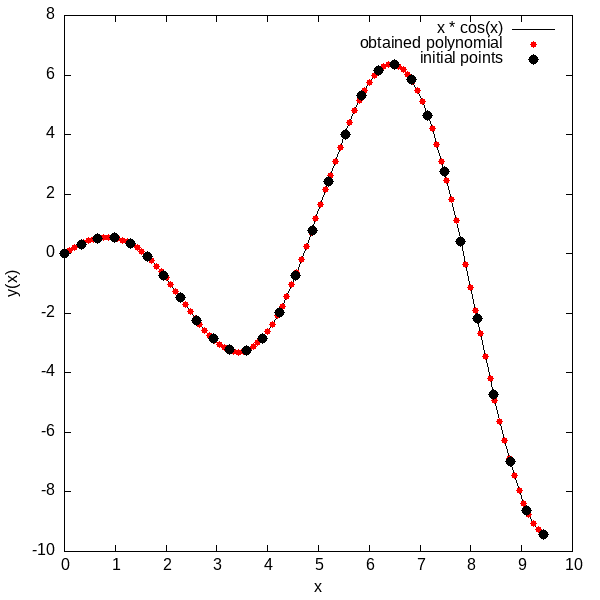 8
6
4
2
0
-2
-4
-6
-8
-10
y(x)
x * cos(x)
obtained polynomial
initial points
0 1 2 3 4 5 6 7 8 9 10
x